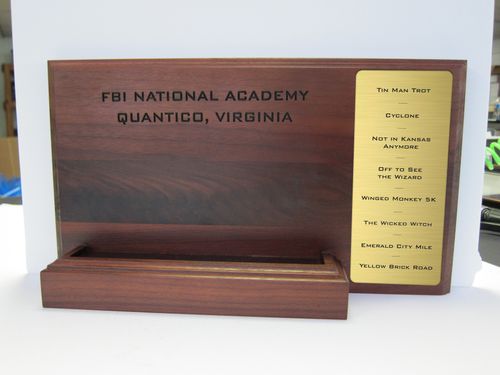 FBI NATIONAL ACADEMY
QUANTICO, VIRGINIA
TIN MAN TROT
CYCLONE
NOT IN KANSAS
ANYMORE
OFF TO SEE
THE WIZARD
WINGED MONKEY 5K
THE WICKED WITCH
EMERALD CITY MILE
YELLOW BRICK ROAD